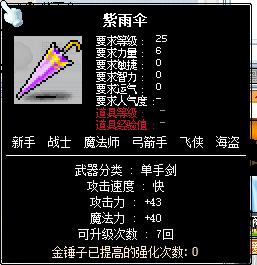 紫雨伞
要求等级： 25
要求力量： 6
要求敏捷： 0
要求智力： 0
要求运气： 0
要求人气度： -
道具等级： -
道具经验值： -
新手 战士 魔法师 弓箭手 飞侠 海盗
武器分类 : 单手剑
攻击速度 : 快
攻击力 : +43
魔法力 : +40
可升级次数 : 7回
金锤子已提高的强化次数: 0